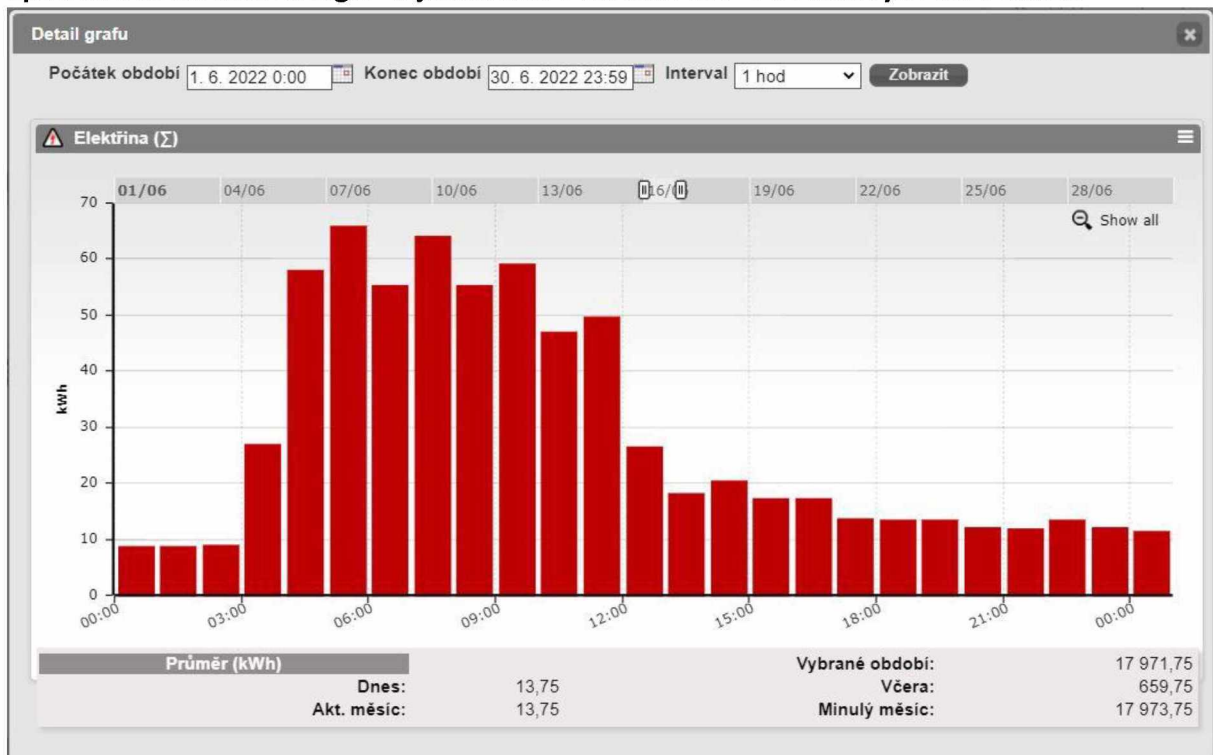 Detail grafu
Počátek období 1. 6. 2022 0:00 Konec období 30. 6. 2022 23:59 Interval 1 hod Zobrazit
Elektřina (∑)
01/06 04/06 07/06 10/06 13/06 16/ 19/06 22/06 25/06 28/06
Show all
70
60
50
40
30
20
10
0
kWh
00:00 03:00 06:00 09:00 12:00 15:00 18:00 21:00 00:00
Průměr (kWh) Vybrané období: 17 971,75
Dnes: 13,75 Včera: 659,75
Akt. měsíc: 13,75 Minulý měsíc: 17 973,75